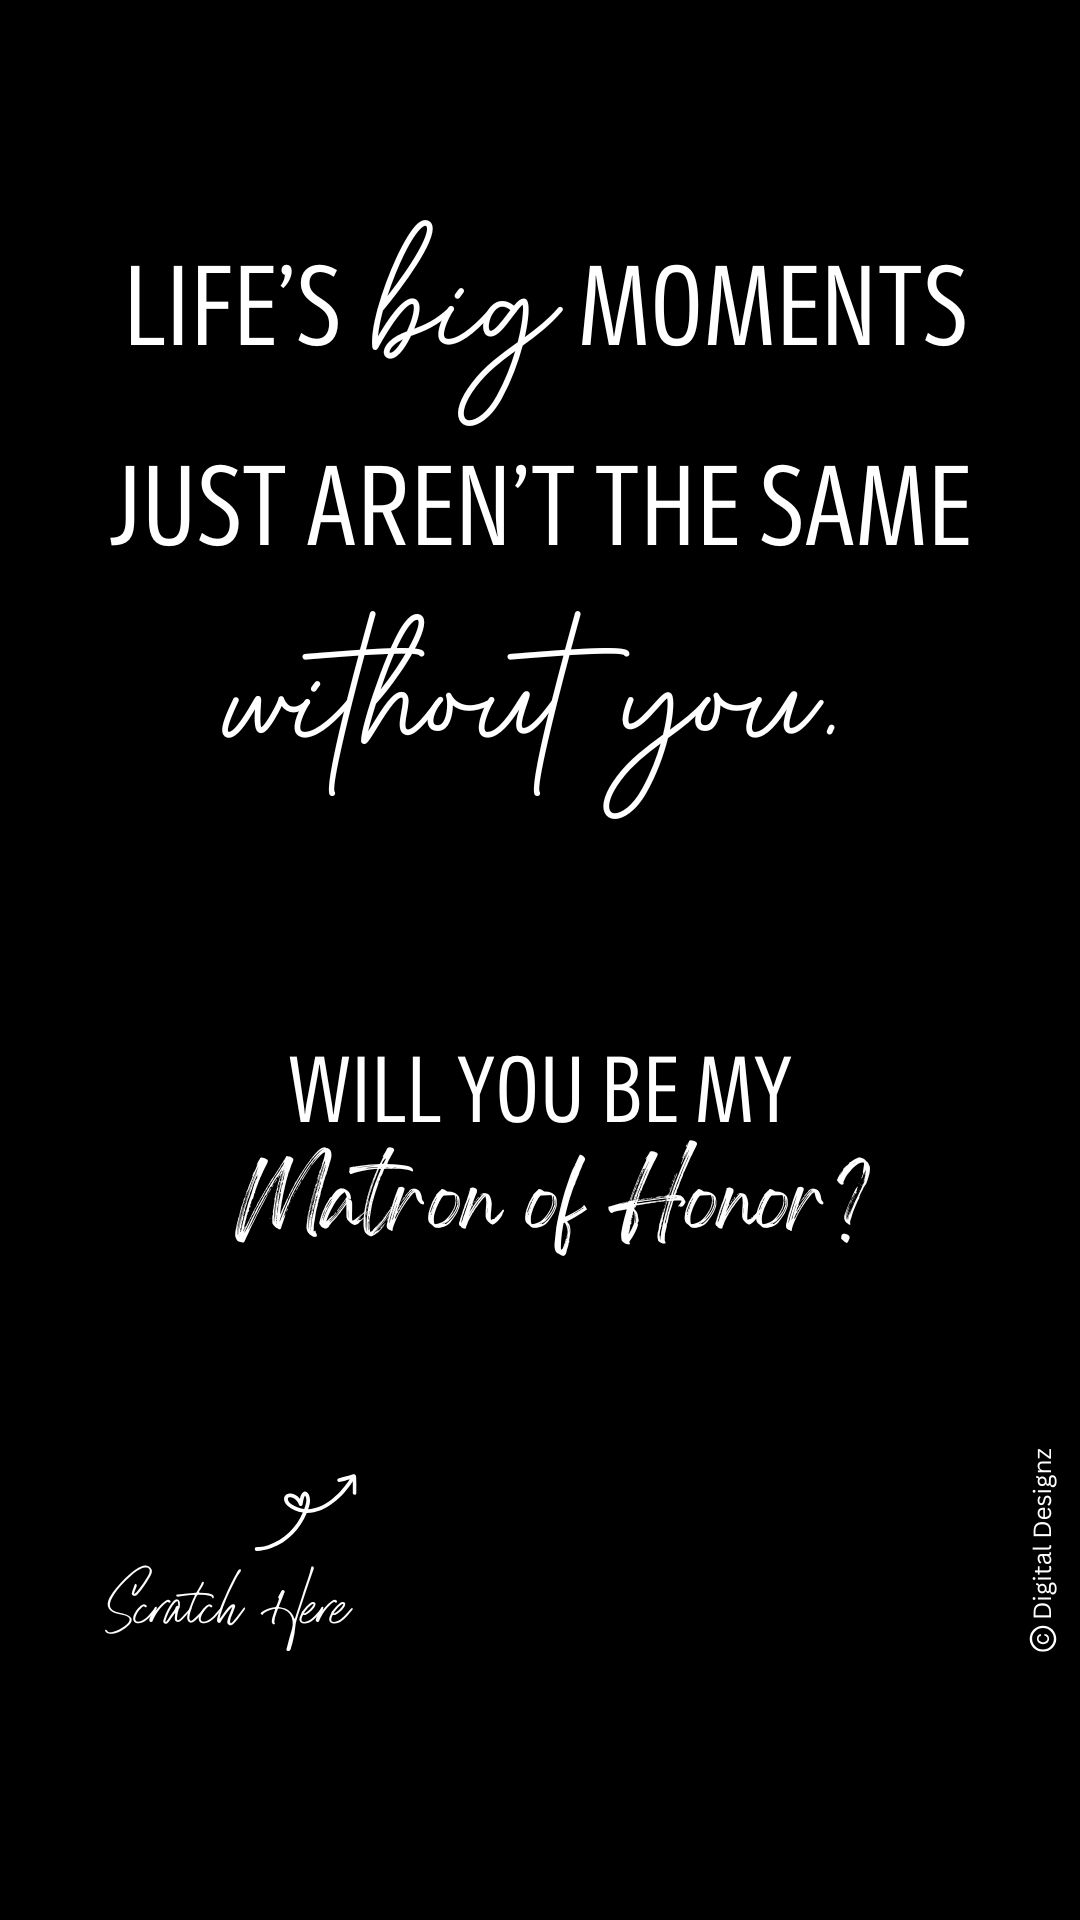 LIFE’S big MOMENTS
JUST AREN’T THE SAME
without you.
WILL YOU BE MY
Matron of Honor?
Scratch Here
© Digital Designz